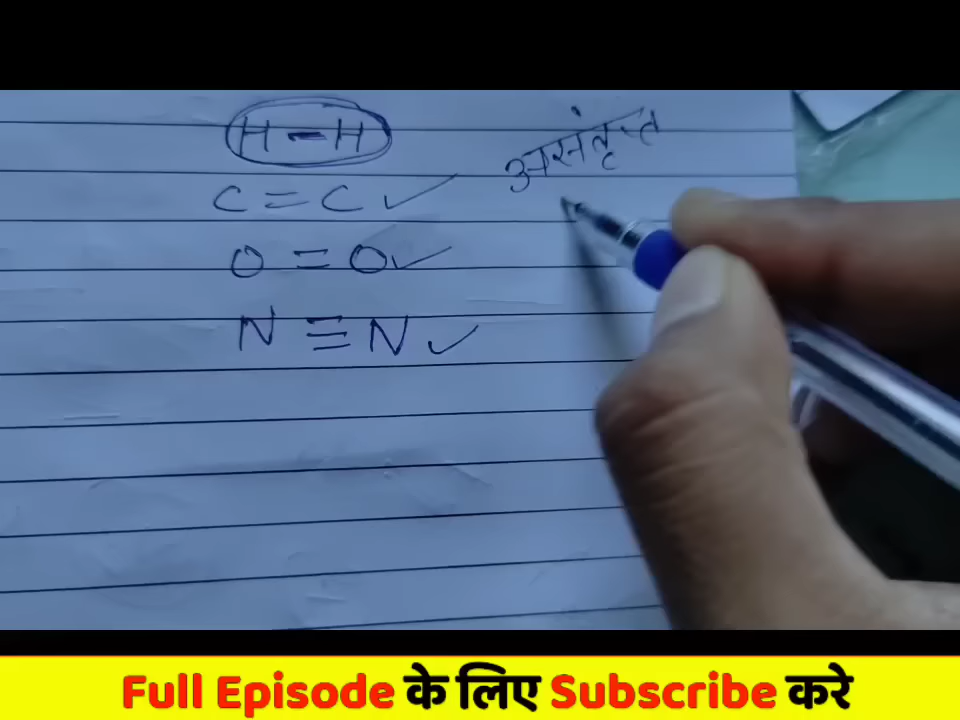 H - H
असंतृप्त
C = C ✓
O = O ✓
N ≡ N ✓
Full Episode के लिए Subscribe करे